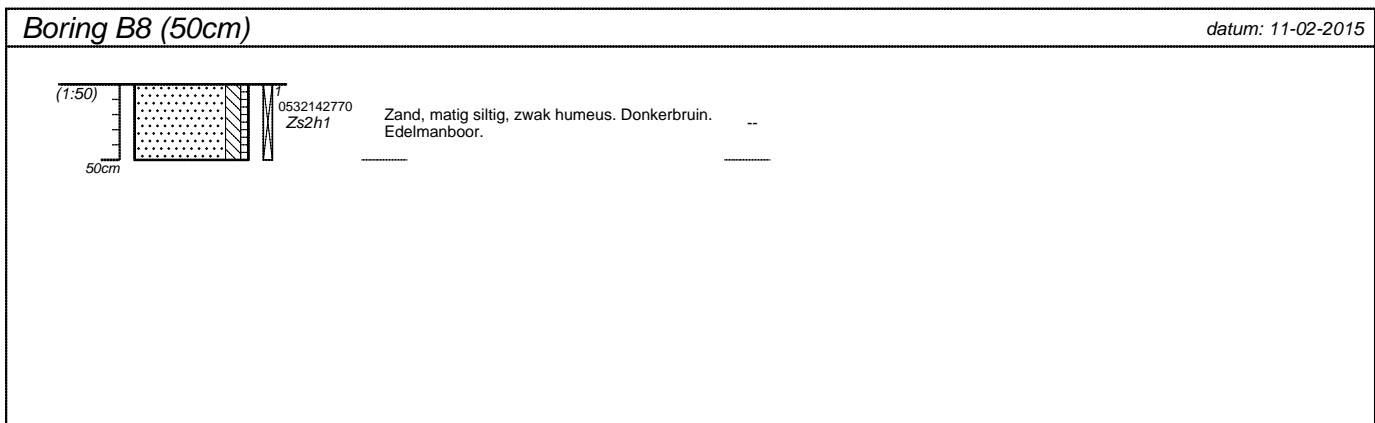 Boring B8 (50cm)
datum: 11-02-2015
(1:50)
1
0532142770
Zs2h1
Zand, matig siltig, zwak humeus. Donkerbruin.
Edelmanboor.
--
50cm